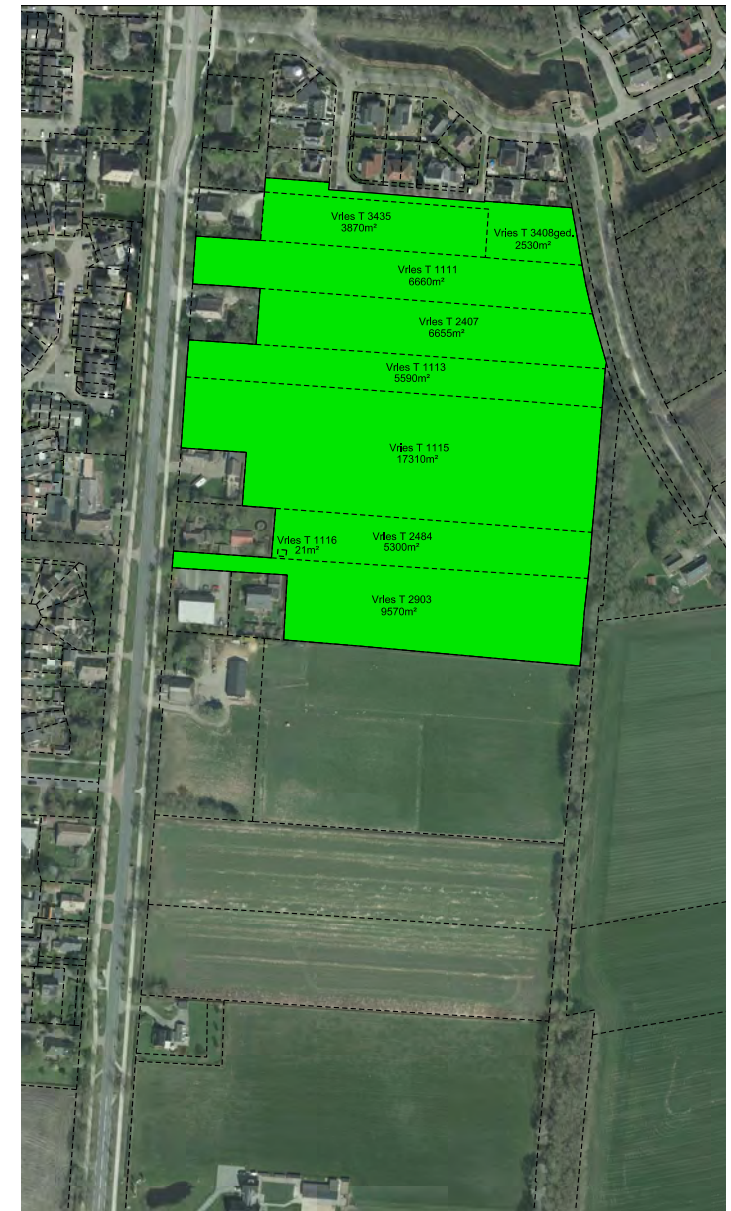 Vries T 3435
3870m²
Vries T 3408ged.
2530m²
Vries T 1111
6660m²
Vries T 2407
6655m²
Vries T 1113
5590m²
Vries T 1115
17310m²
Vries T 1116
21m²
Vries T 2484
5300m²
Vries T 2903
9570m²